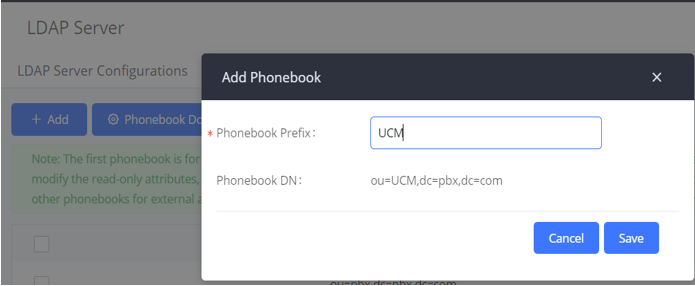 LDAP Server
LDAP Server Configurations
Add Phonebook
+ Add
Phonebook Do
* Phonebook Prefix :
UCM
Note: The first phonebook is for
modify the read-only attributes,
other phonebooks for external a
Phonebook DN :
ou=UCM,dc=pbx,dc=com
Cancel
Save
ou=pbx,dc=pbx,dc=com